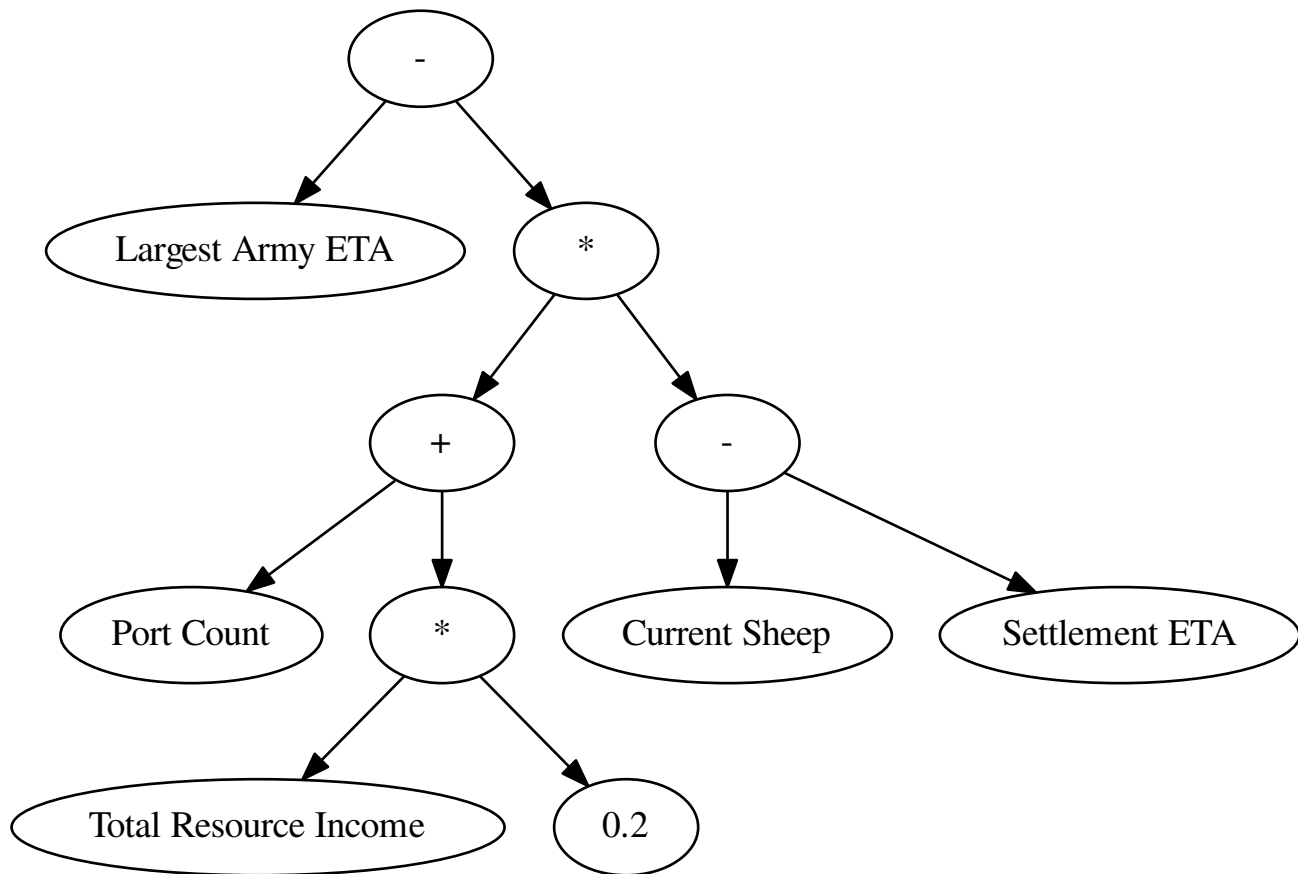 -
Largest Army ETA
*
+
-
Port Count
*
Current Sheep
Settlement ETA
Total Resource Income
0.2